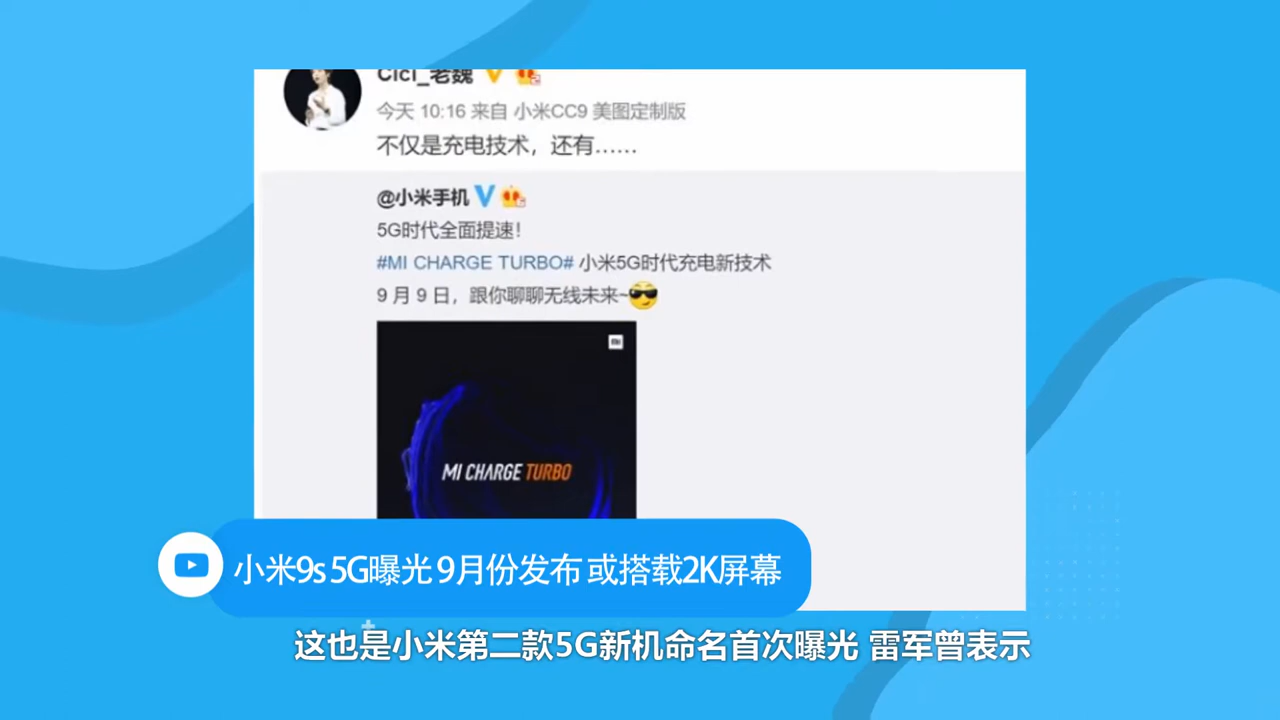 Cici_老魏
今天 10:16 来自 小米CC9 美图定制版
不仅是充电技术，还有……
@小米手机
5G时代全面提速！
#MI CHARGE TURBO# 小米5G时代充电新技术
9 月 9 日，跟你聊聊无线未来~
MI CHARGE TURBO
小米9s 5G曝光 9月份发布 或搭载2K屏幕
这也是小米第二款5G新机命名首次曝光 雷军曾表示